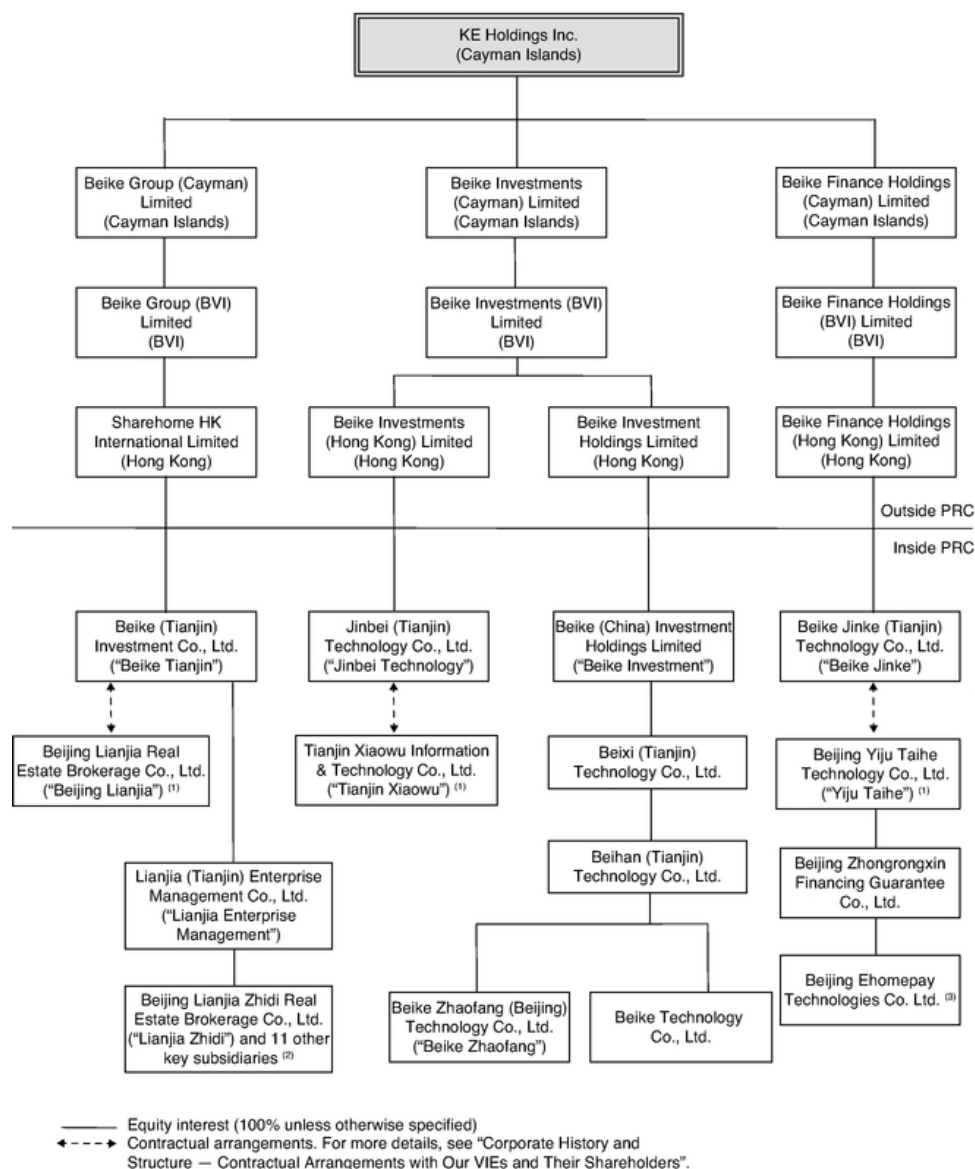 KE Holdings Inc.
(Cayman Islands)
Beike Group (Cayman)
Limited
(Cayman Islands)
Beike Investments
(Cayman) Limited
(Cayman Islands)
Beike Finance Holdings
(Cayman) Limited
(Cayman Islands)
Beike Group (BVI)
Limited
(BVI)
Beike Investments (BVI)
Limited
(BVI)
Beike Finance Holdings
(BVI) Limited
(BVI)
Sharehome HK
International Limited
(Hong Kong)
Beike Investments
(Hong Kong) Limited
(Hong Kong)
Beike Investment
Holdings Limited
(Hong Kong)
Beike Finance Holdings
(Hong Kong) Limited
(Hong Kong)
Outside PRC
Inside PRC
Beike (Tianjin)
Investment Co., Ltd.
(“Beike Tianjin”)
Jinbei (Tianjin)
Technology Co., Ltd.
(“Jinbei Technology”)
Beike (China) Investment
Holdings Limited
(“Beike Investment”)
Beike Jinke (Tianjin)
Technology Co., Ltd.
(“Beike Jinke”)
Beijing Lianjia Real
Estate Brokerage Co., Ltd.
(“Beijing Lianjia”) (1)
Tianjin Xiaowu Information
& Technology Co., Ltd.
(“Tianjin Xiaowu”) (1)
Beixi (Tianjin)
Technology Co., Ltd.
Beijing Yiju Taihe
Technology Co., Ltd.
(“Yiju Taihe”) (1)
Lianjia (Tianjin) Enterprise
Management Co., Ltd.
(“Lianjia Enterprise
Management”)
Beihan (Tianjin)
Technology Co., Ltd.
Beijing Zhongrongxin
Financing Guarantee
Co., Ltd.
Beijing Lianjia Zhidi Real
Estate Brokerage Co., Ltd.
(“Lianjia Zhidi”) and 11 other
key subsidiaries (2)
Beike Zhaofang (Beijing)
Technology Co., Ltd.
(“Beike Zhaofang”)
Beike Technology
Co., Ltd.
Beijing Ehomepay
Technologies Co. Ltd. (3)
Equity interest (100% unless otherwise specified)
Contractual arrangements. For more details, see “Corporate History and
Structure — Contractual Arrangements with Our VIEs and Their Shareholders”.